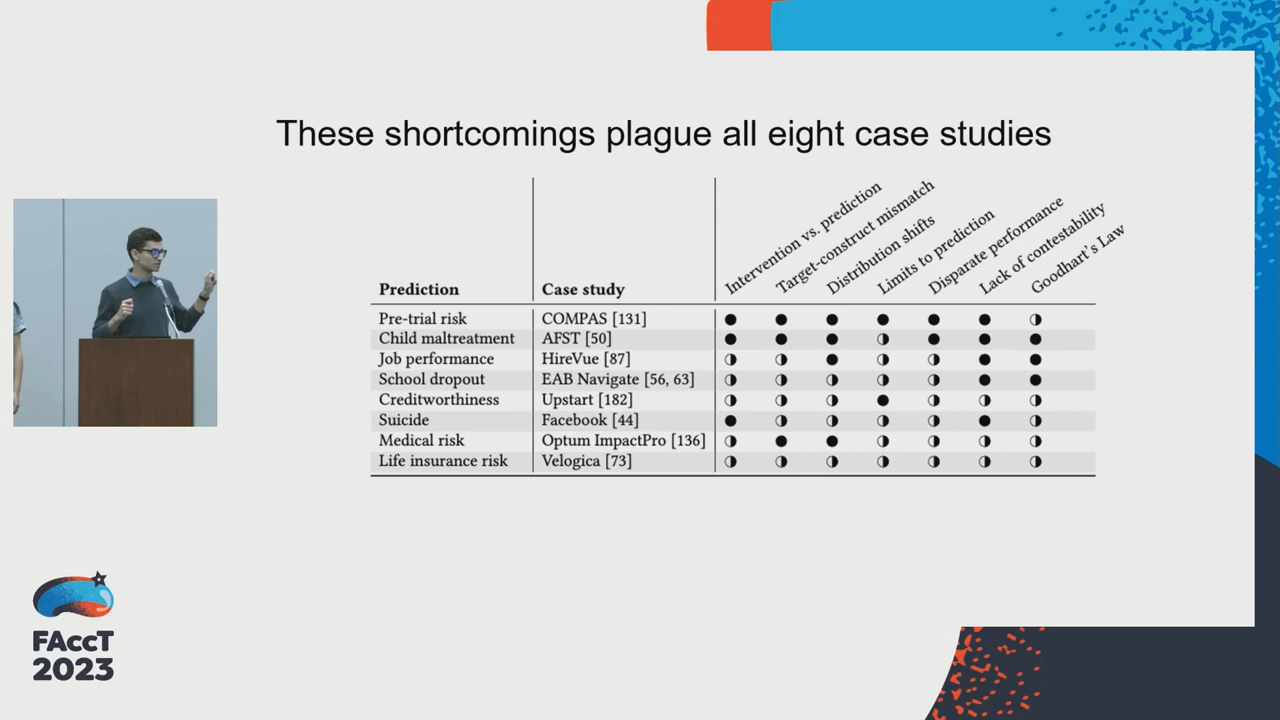 These shortcomings plague all eight case studies
Intervention vs. prediction
Target-construct mismatch
Distribution shifts
Limits to prediction
Disparate performance
Lack of contestability
Goodhart's Law
Prediction Case study
Pre-trial risk COMPAS [131] ● ● ● ● ● ● ◑
Child maltreatment AFST [50] ● ● ● ◑ ● ● ●
Job performance HireVue [87] ◑ ◑ ● ◑ ◑ ● ●
School dropout EAB Navigate [56, 63] ◑ ◑ ◑ ◑ ◑ ● ●
Creditworthiness Upstart [182] ◑ ◑ ◑ ● ◑ ◑ ◑
Suicide Facebook [44] ● ◑ ◑ ◑ ◑ ● ◑
Medical risk Optum ImpactPro [136] ◑ ● ● ◑ ◑ ◑ ◑
Life insurance risk Velogica [73] ◑ ◑ ◑ ◑ ◑ ◑ ◑
FAccT
2023